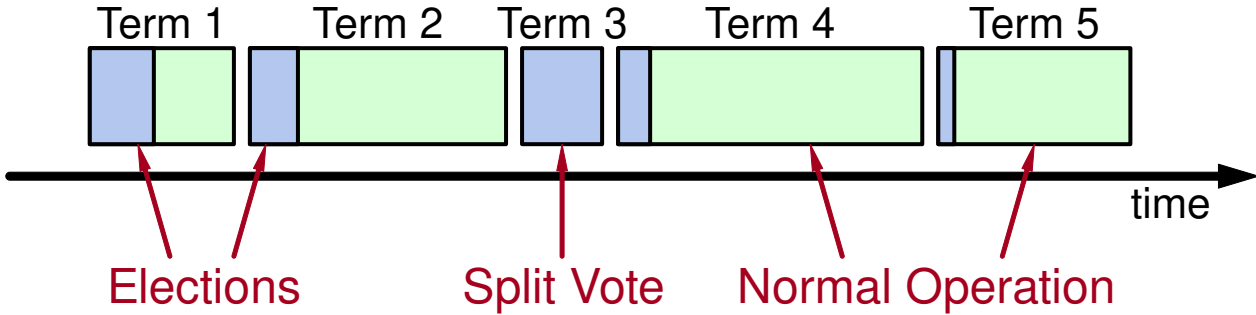 Term 1 Term 2 Term 3 Term 4 Term 5
time
Elections Split Vote Normal Operation